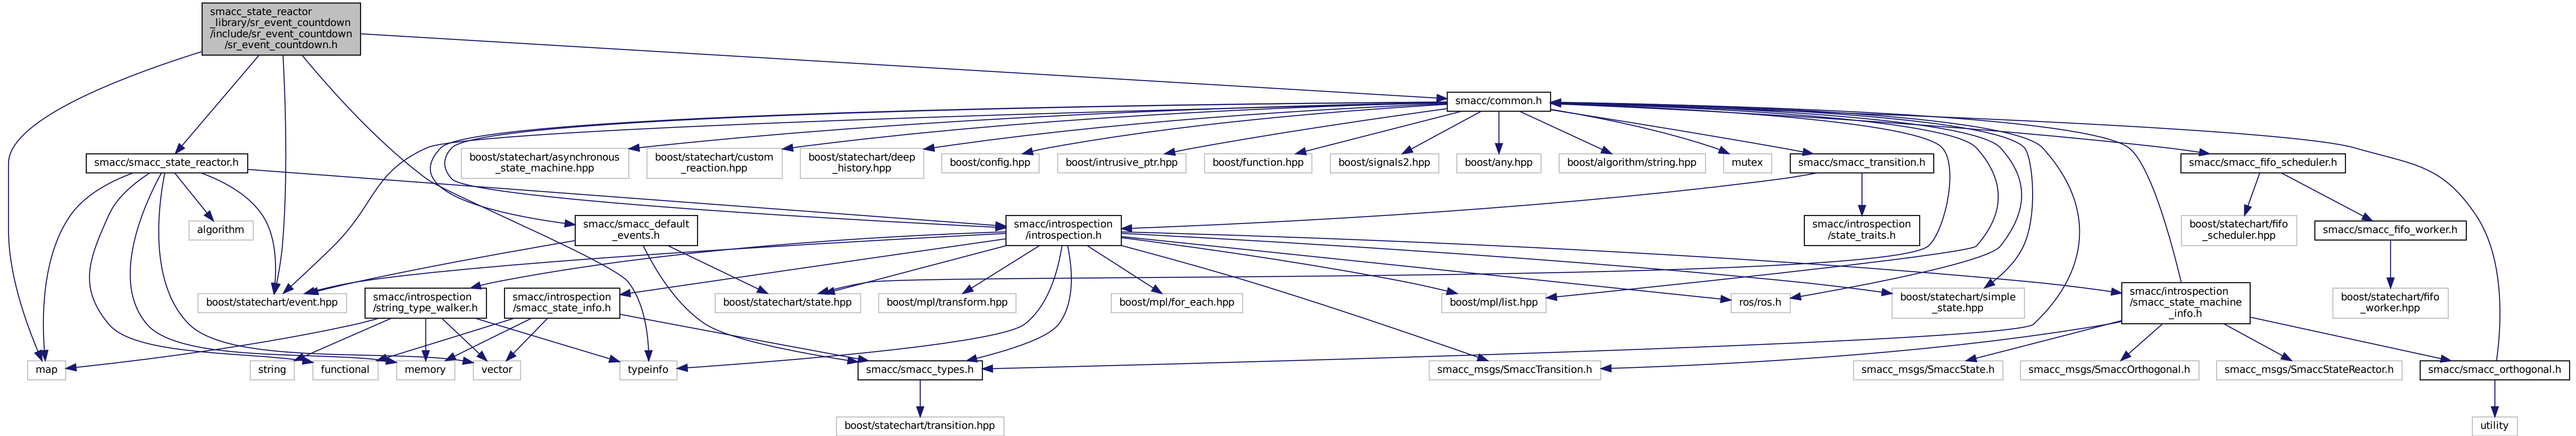 smacc_state_reactor
_library/sr_event_countdown
/include/sr_event_countdown
/sr_event_countdown.h
smacc/common.h
smacc/smacc_state_reactor.h
boost/statechart/asynchronous
_state_machine.hpp
boost/statechart/custom
_reaction.hpp
boost/statechart/deep
_history.hpp
boost/config.hpp
boost/intrusive_ptr.hpp
boost/function.hpp
boost/signals2.hpp
boost/any.hpp
boost/algorithm/string.hpp
mutex
smacc/smacc_transition.h
smacc/smacc_fifo_scheduler.h
algorithm
smacc/smacc_default
_events.h
smacc/introspection
/introspection.h
smacc/introspection
/state_traits.h
boost/statechart/fifo
_scheduler.hpp
smacc/smacc_fifo_worker.h
boost/statechart/event.hpp
smacc/introspection
/string_type_walker.h
smacc/introspection
/smacc_state_info.h
boost/statechart/state.hpp
boost/mpl/transform.hpp
boost/mpl/for_each.hpp
boost/mpl/list.hpp
ros/ros.h
boost/statechart/simple
_state.hpp
smacc/introspection
/smacc_state_machine
_info.h
boost/statechart/fifo
_worker.hpp
map
string
functional
memory
vector
typeinfo
smacc/smacc_types.h
smacc_msgs/SmaccTransition.h
smacc_msgs/SmaccState.h
smacc_msgs/SmaccOrthogonal.h
smacc_msgs/SmaccStateReactor.h
smacc/smacc_orthogonal.h
boost/statechart/transition.hpp
utility